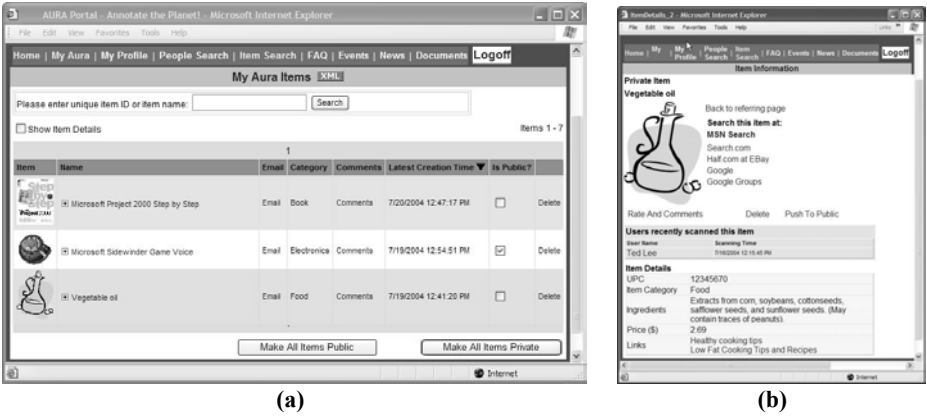 AURA Portal - Annotate the Planet! - Microsoft Internet Explorer
File Edit View Favorites Tools Help
Home | My Aura | My Profile | People Search | Item Search | FAQ | Events | News | Documents Logoff
My Aura Items XML
Please enter unique item ID or item name: Search
Show Item Details Items 1 - 7
1
Item Name Email Category Comments Latest Creation Time ▼ Is Public?
Step by Step
Microsoft Project 2000 Step by Step Email Book Comments 7/20/2004 12:47:17 PM Delete
Microsoft Sidewinder Game Voice Email Electronics Comments 7/19/2004 12:54:51 PM Delete
Vegetable oil Email Food Comments 7/19/2004 12:41:20 PM Delete
Make All Items Public Make All Items Private
Internet
(a)
ItemDetails_2 - Microsoft Internet Explorer
File Edit View Favorites Tools Help Links
Home | My | My Profile | People Search | Item Search | FAQ | Events | News | Documents Logoff
Item Information
Private Item
Vegetable oil
Back to referring page
Search this item at:
MSN Search
Search.com
Half.com at EBay
Google
Google Groups
Rate And Comments Delete Push To Public
Users recently scanned this item
User Name Scanning Time
Ted Lee 7/16/2004 12:15:45 PM
Item Details
UPC 12345670
Item Category Food
Ingredients Extracts from corn, soybeans, cottonseeds,
safflower seeds, and sunflower seeds. (May
contain traces of peanuts).
Price ($) 2.69
Links Healthy cooking tips
Low Fat Cooking Tips and Recipes
Internet
(b)